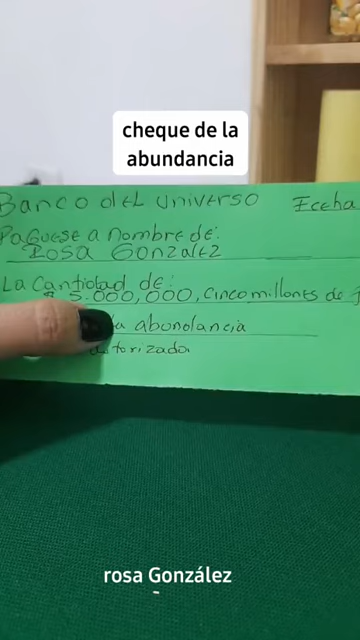 cheque de la
abundancia
Banco del universo Fecha
Paguese a nombre de:
Rosa Gonzalez
La Cantidad de:
$5.000,000, cinco millones de
la abundancia
autorizada
rosa González